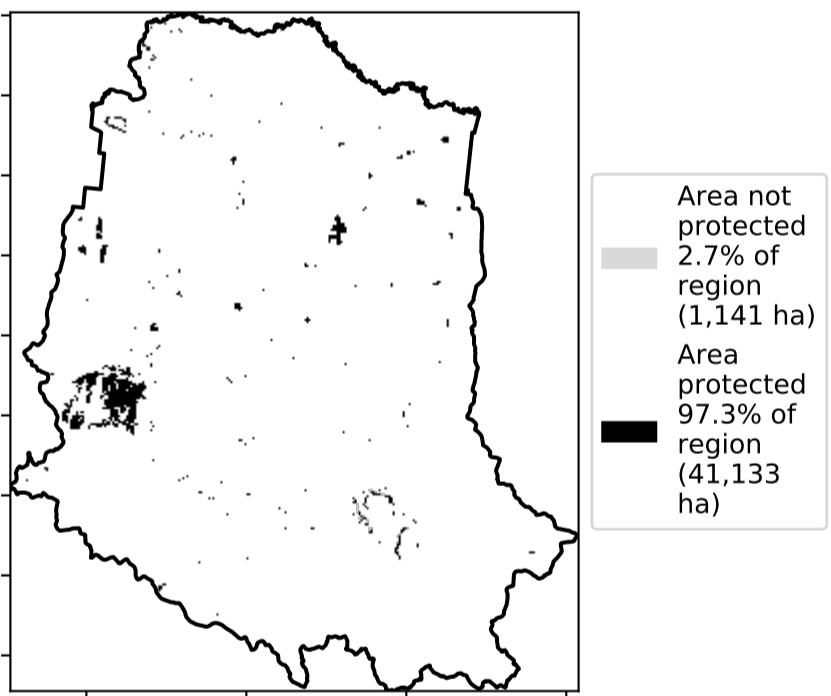 Area not
protected
2.7% of
region
(1,141 ha)
Area
protected
97.3% of
region
(41,133
ha)